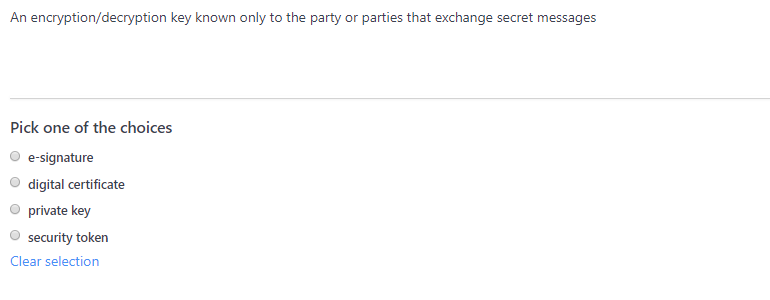 An encryption/decryption key known only to the party or parties that exchange secret messages
Pick one of the choices
e-signature
digital certificate
private key
security token
Clear selection